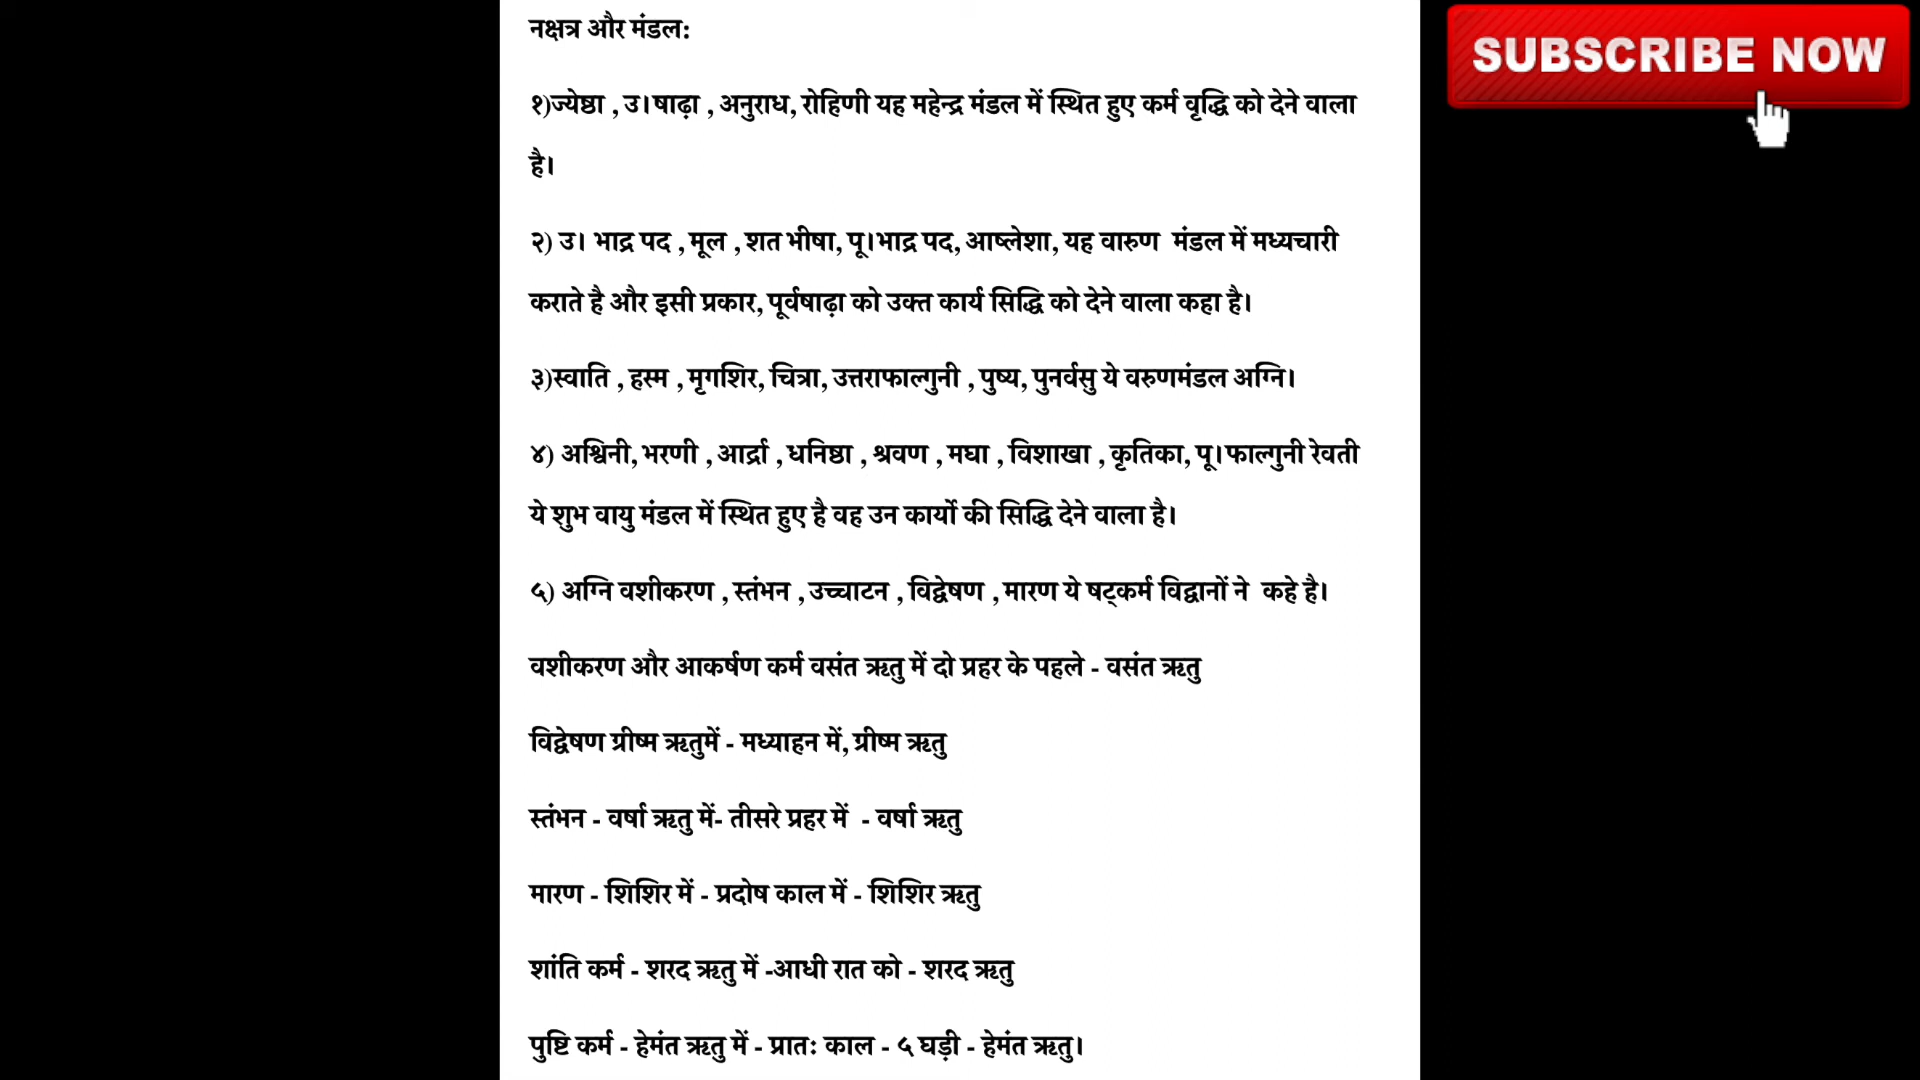 नक्षत्र और मंडल:
SUBSCRIBE NOW
१)ज्येष्ठा , उ।षाढ़ा , अनुराध, रोहिणी यह महेन्द्र मंडल में स्थित हुए कर्म वृद्धि को देने वाला
है।
२) उ। भाद्र पद , मूल , शत भीषा, पू।भाद्र पद, आष्लेशा, यह वारुण मंडल में मध्यचारी
कराते है और इसी प्रकार, पूर्वषाढ़ा को उक्त कार्य सिद्धि को देने वाला कहा है।
३)स्वाति , हस्म , मृगशिर, चित्रा, उत्तराफाल्गुनी , पुष्य, पुनर्वसु ये वरुणमंडल अग्नि।
४) अश्विनी, भरणी , आर्द्रा , धनिष्ठा , श्रवण , मघा , विशाखा , कृतिका, पू।फाल्गुनी रेवती
ये शुभ वायु मंडल में स्थित हुए है वह उन कार्यो की सिद्धि देने वाला है।
५) अग्नि वशीकरण , स्तंभन , उच्चाटन , विद्वेषण , मारण ये षट्कर्म विद्वानों ने कहे है।
वशीकरण और आकर्षण कर्म वसंत ऋतु में दो प्रहर के पहले - वसंत ऋतु
विद्वेषण ग्रीष्म ऋतुमें - मध्याहन में, ग्रीष्म ऋतु
स्तंभन - वर्षा ऋतु में- तीसरे प्रहर में - वर्षा ऋतु
मारण - शिशिर में - प्रदोष काल में - शिशिर ऋतु
शांति कर्म - शरद ऋतु में -आधी रात को - शरद ऋतु
पुष्टि कर्म - हेमंत ऋतु में - प्रातः काल - ५ घड़ी - हेमंत ऋतु।